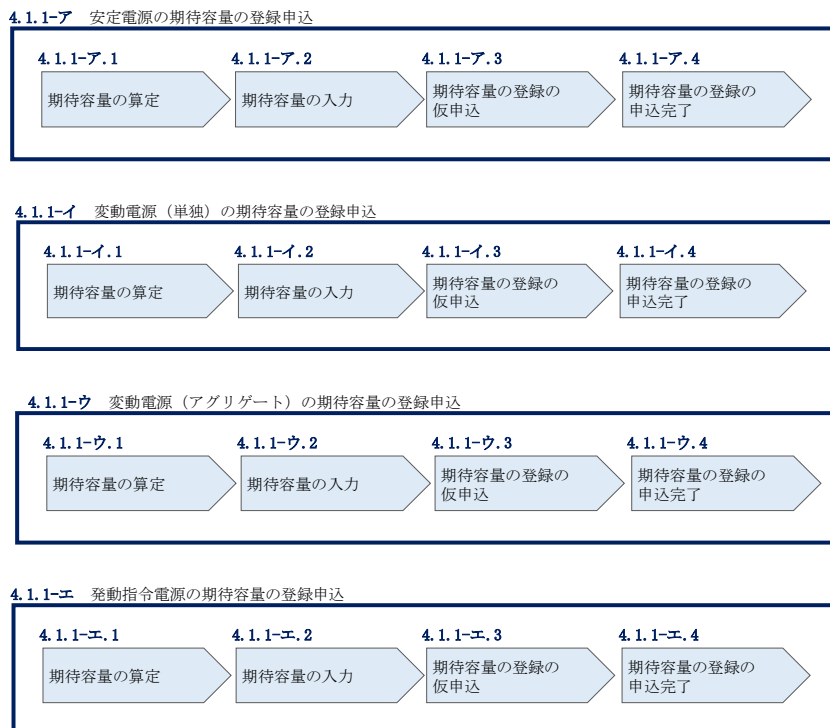 4.1.1-ア 安定電源の期待容量の登録申込
4.1.1-ア.1 4.1.1-ア.2 4.1.1-ア.3 4.1.1-ア.4
期待容量の算定 期待容量の入力 期待容量の登録の 期待容量の登録の
仮申込 申込完了
4.1.1-イ 変動電源（単独）の期待容量の登録申込
4.1.1-イ.1 4.1.1-イ.2 4.1.1-イ.3 4.1.1-イ.4
期待容量の算定 期待容量の入力 期待容量の登録の 期待容量の登録の
仮申込 申込完了
4.1.1-ウ 変動電源（アグリゲート）の期待容量の登録申込
4.1.1-ウ.1 4.1.1-ウ.2 4.1.1-ウ.3 4.1.1-ウ.4
期待容量の算定 期待容量の入力 期待容量の登録の 期待容量の登録の
仮申込 申込完了
4.1.1-エ 発動指令電源の期待容量の登録申込
4.1.1-エ.1 4.1.1-エ.2 4.1.1-エ.3 4.1.1-エ.4
期待容量の算定 期待容量の入力 期待容量の登録の 期待容量の登録の
仮申込 申込完了